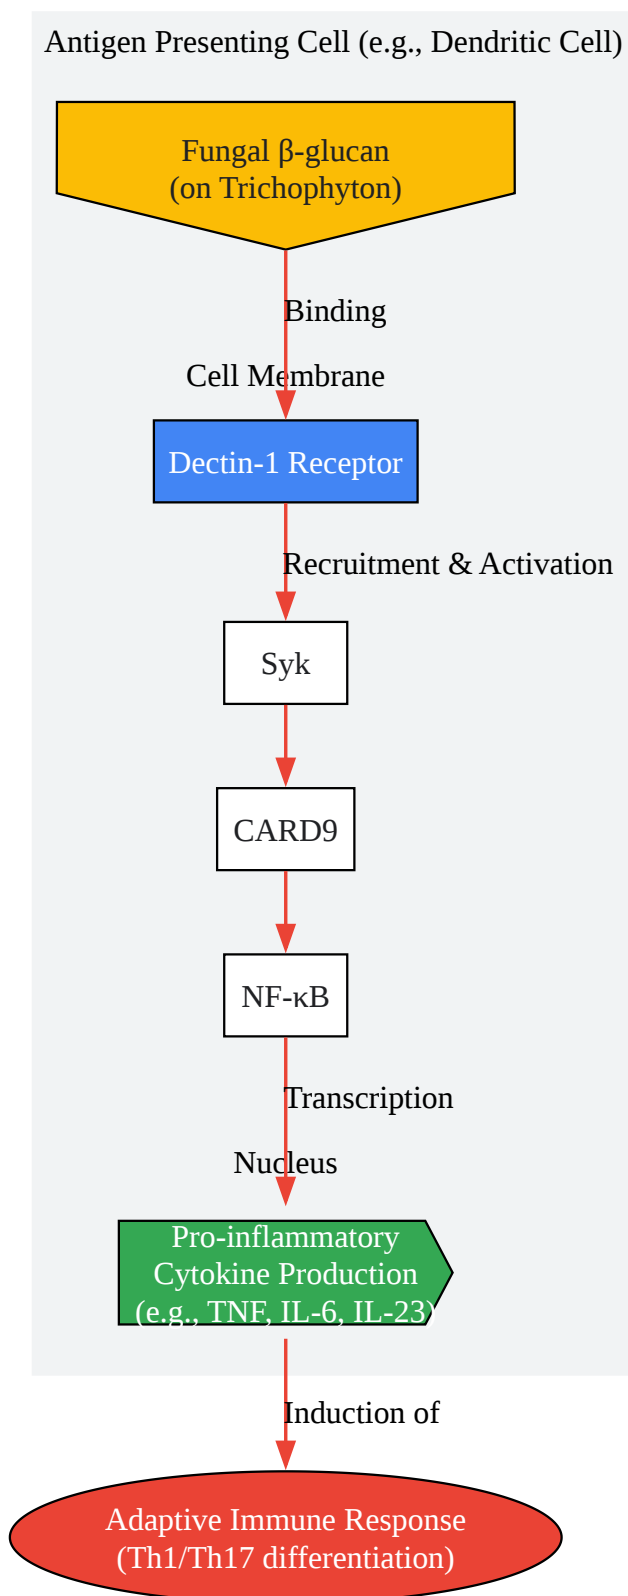 Antigen Presenting Cell (e.g., Dendritic Cell)
Fungal β-glucan
(on Trichophyton)
Binding
Cell Membrane
Dectin-1 Receptor
Recruitment & Activation
Syk
CARD9
NF-κB
Transcription
Nucleus
Pro-inflammatory
Cytokine Production
(e.g., TNF, IL-6, IL-23)
Induction of
Adaptive Immune Response
(Th1/Th17 differentiation)